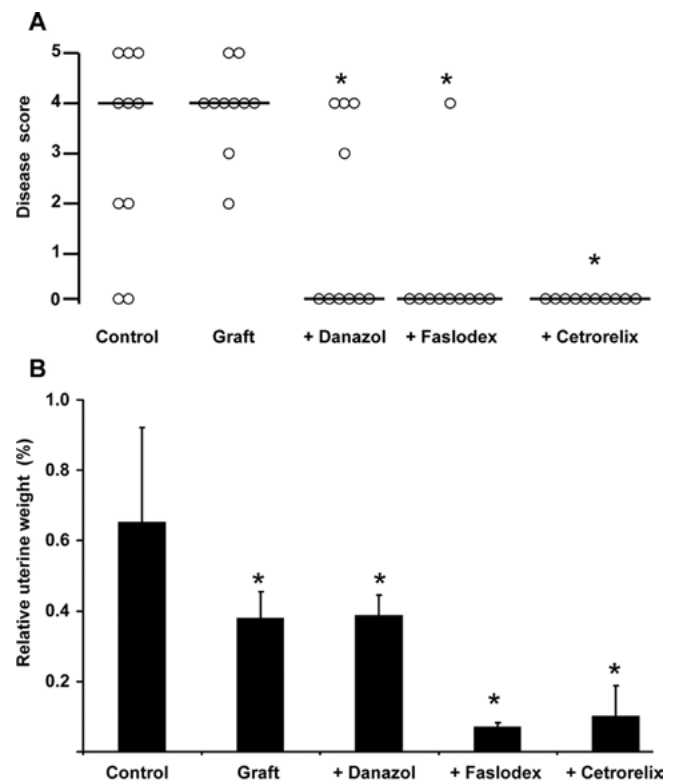 A
Disease score
5
4
3
2
1
0
* * *
Control Graft + Danazol + Faslodex + Cetrorelix
B
Relative uterine weight (%)
1.0
0.8
0.6
0.4
0.2
* * * *
Control Graft + Danazol + Faslodex + Cetrorelix